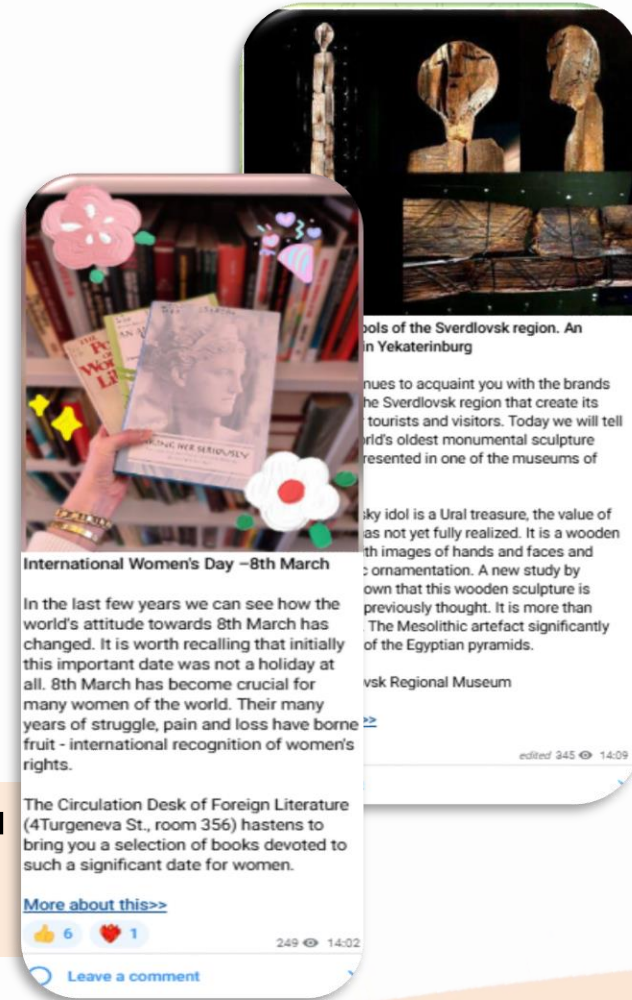 International Women's Day –8th March
In the last few years we can see how the
world's attitude towards 8th March has
changed. It is worth recalling that initially
this important date was not a holiday at
all. 8th March has become crucial for
many women of the world. Their many
years of struggle, pain and loss have borne
fruit - international recognition of women's
rights.
The Circulation Desk of Foreign Literature
(4Turgeneva St., room 356) hastens to
bring you a selection of books devoted to
such a significant date for women.
More about this>>
6 1
249 14:02
Leave a comment
ols of the Sverdlovsk region. An
in Yekaterinburg
nues to acquaint you with the brands
he Sverdlovsk region that create its
tourists and visitors. Today we will tell
rld's oldest monumental sculpture
resented in one of the museums of
sky idol is a Ural treasure, the value of
as not yet fully realized. It is a wooden
th images of hands and faces and
ornamentation. A new study by
own that this wooden sculpture is
previously thought. It is more than
The Mesolithic artefact significantly
of the Egyptian pyramids.
vsk Regional Museum
>>
edited 345 14:09
KING HER SERIOUSLY